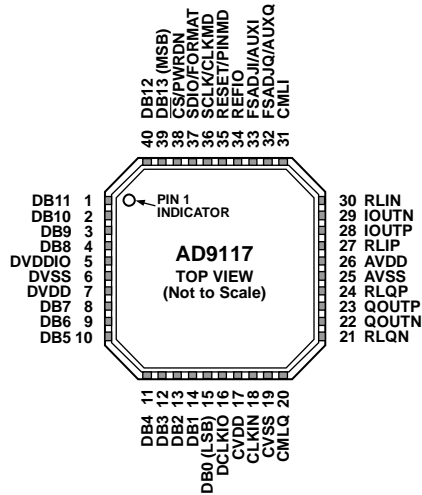 40 DB12
39 DB13 (MSB)
38 CS/PWRDN
37 SDIO/FORMAT
36 SCLK/CLKMD
35 RESET/PINMD
34 REFIO
33 FSADJI/AUXI
32 FSADJQ/AUXQ
31 CMLI
DB11 1
DB10 2
DB9 3
DB8 4
DVDDIO 5
DVSS 6
DVDD 7
DB7 8
DB6 9
DB5 10
PIN 1
INDICATOR
AD9117
TOP VIEW
(Not to Scale)
30 RLIN
29 IOUTN
28 IOUTP
27 RLIP
26 AVDD
25 AVSS
24 RLQP
23 QOUTP
22 QOUTN
21 RLQN
DB4 11
DB3 12
DB2 13
DB1 14
DB0 (LSB) 15
DCLKIO 16
CVDD 17
CLKIN 18
CVSS 19
CMLQ 20